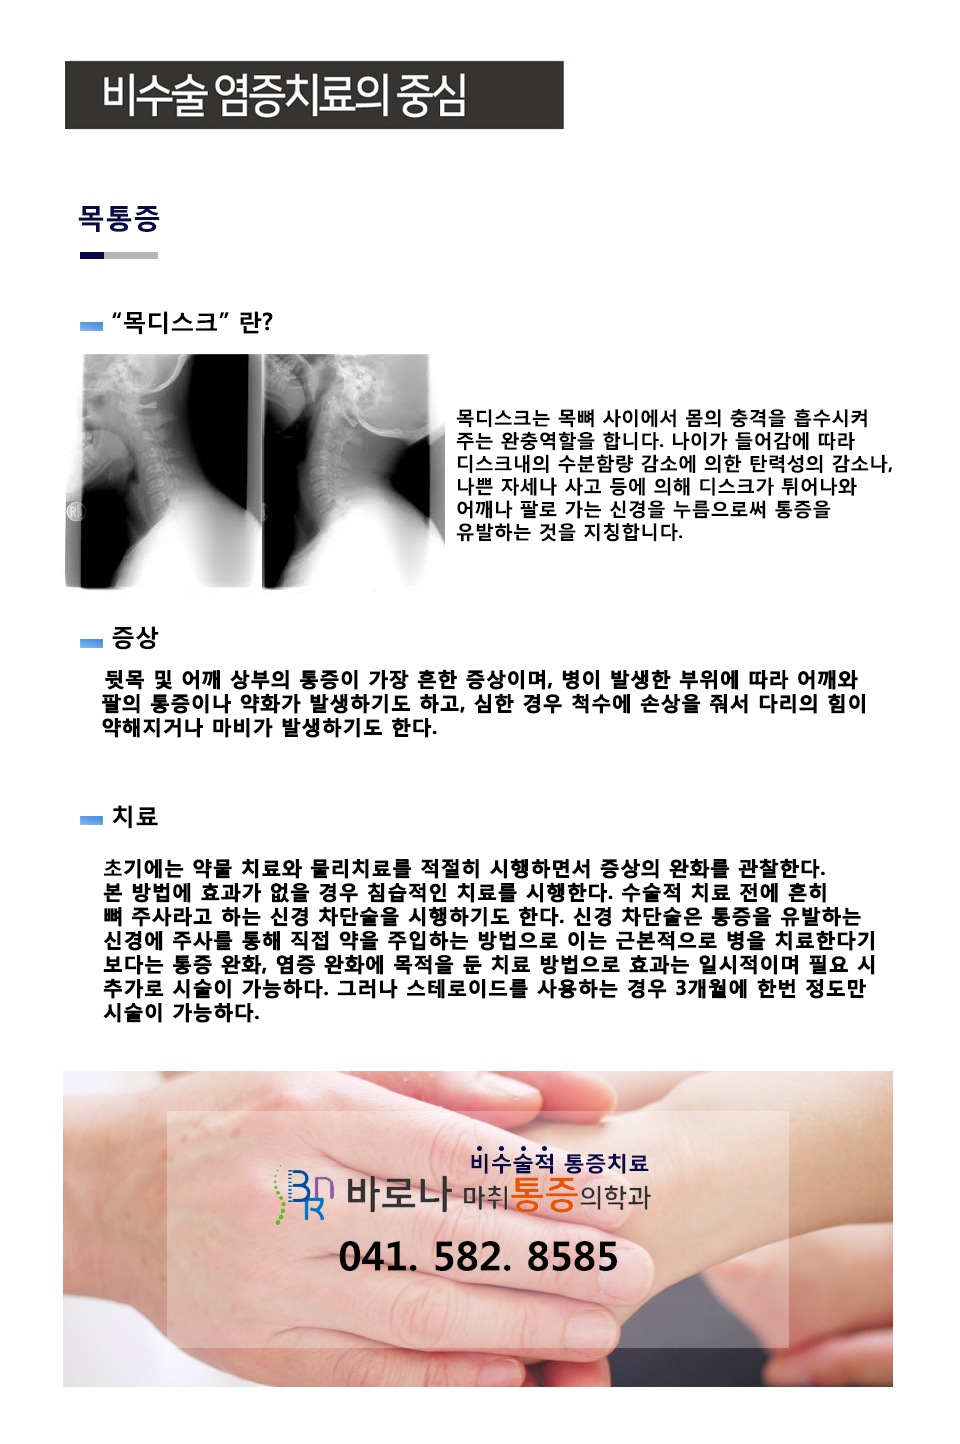 비수술 염증치료의 중심
목통증
“목디스크” 란?
목디스크는 목뼈 사이에서 몸의 충격을 흡수시켜
주는 완충역할을 합니다. 나이가 들어감에 따라
디스크내의 수분함량 감소에 의한 탄력성의 감소나,
나쁜 자세나 사고 등에 의해 디스크가 튀어나와
어깨나 팔로 가는 신경을 누름으로써 통증을
유발하는 것을 지칭합니다.
증상
뒷목 및 어깨 상부의 통증이 가장 흔한 증상이며, 병이 발생한 부위에 따라 어깨와
팔의 통증이나 약화가 발생하기도 하고, 심한 경우 척수에 손상을 줘서 다리의 힘이
약해지거나 마비가 발생하기도 한다.
치료
초기에는 약물 치료와 물리치료를 적절히 시행하면서 증상의 완화를 관찰한다.
본 방법에 효과가 없을 경우 침습적인 치료를 시행한다. 수술적 치료 전에 흔히
뼈 주사라고 하는 신경 차단술을 시행하기도 한다. 신경 차단술은 통증을 유발하는
신경에 주사를 통해 직접 약을 주입하는 방법으로 이는 근본적으로 병을 치료한다기
보다는 통증 완화, 염증 완화에 목적을 둔 치료 방법으로 효과는 일시적이며 필요 시
추가로 시술이 가능하다. 그러나 스테로이드를 사용하는 경우 3개월에 한번 정도만
시술이 가능하다.
비수술적 통증치료
바로나 마취통증의학과
041. 582. 8585